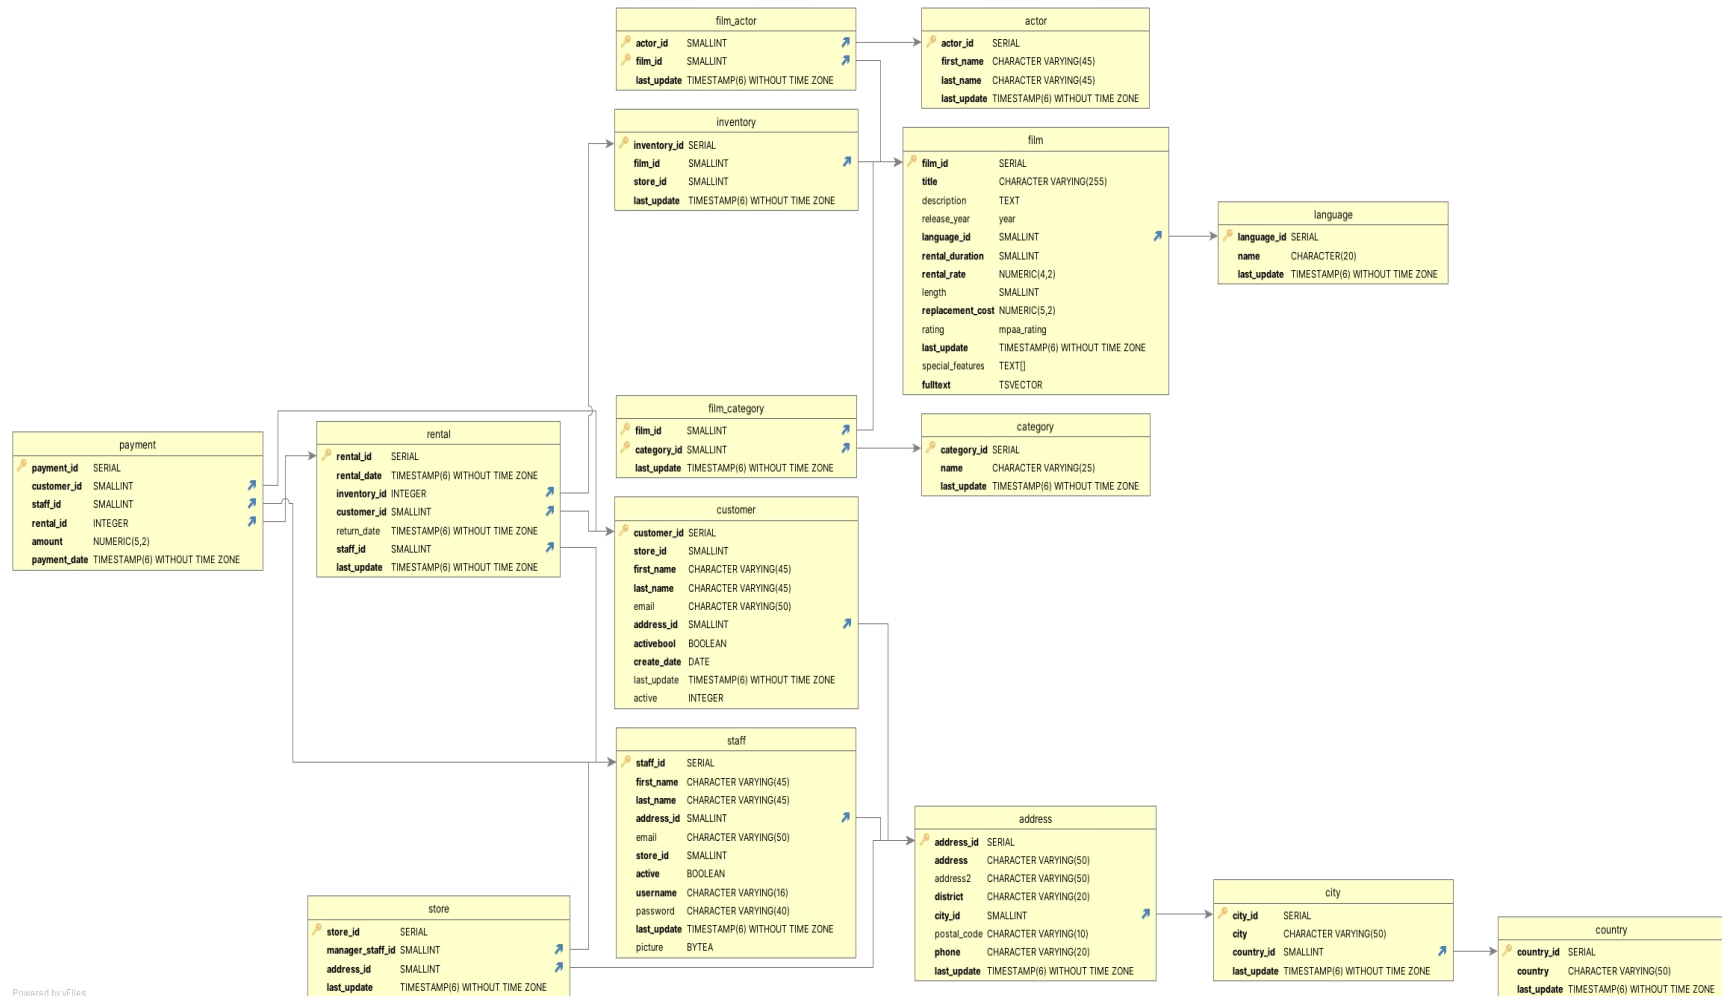 film_actor
actor_id SMALLINT
film_id SMALLINT
last_update TIMESTAMP(6) WITHOUT TIME ZONE
actor
actor_id SERIAL
first_name CHARACTER VARYING(45)
last_name CHARACTER VARYING(45)
last_update TIMESTAMP(6) WITHOUT TIME ZONE
inventory
inventory_id SERIAL
film_id SMALLINT
store_id SMALLINT
last_update TIMESTAMP(6) WITHOUT TIME ZONE
film
film_id SERIAL
title CHARACTER VARYING(255)
description TEXT
release_year year
language_id SMALLINT
rental_duration SMALLINT
rental_rate NUMERIC(4,2)
length SMALLINT
replacement_cost NUMERIC(5,2)
rating mpaa_rating
last_update TIMESTAMP(6) WITHOUT TIME ZONE
special_features TEXT[]
fulltext TSVECTOR
language
language_id SERIAL
name CHARACTER(20)
last_update TIMESTAMP(6) WITHOUT TIME ZONE
film_category
film_id SMALLINT
category_id SMALLINT
last_update TIMESTAMP(6) WITHOUT TIME ZONE
category
category_id SERIAL
name CHARACTER VARYING(25)
last_update TIMESTAMP(6) WITHOUT TIME ZONE
payment
payment_id SERIAL
customer_id SMALLINT
staff_id SMALLINT
rental_id INTEGER
amount NUMERIC(5,2)
payment_date TIMESTAMP(6) WITHOUT TIME ZONE
rental
rental_id SERIAL
rental_date TIMESTAMP(6) WITHOUT TIME ZONE
inventory_id INTEGER
customer_id SMALLINT
return_date TIMESTAMP(6) WITHOUT TIME ZONE
staff_id SMALLINT
last_update TIMESTAMP(6) WITHOUT TIME ZONE
customer
customer_id SERIAL
store_id SMALLINT
first_name CHARACTER VARYING(45)
last_name CHARACTER VARYING(45)
email CHARACTER VARYING(50)
address_id SMALLINT
activebool BOOLEAN
create_date DATE
last_update TIMESTAMP(6) WITHOUT TIME ZONE
active INTEGER
staff
staff_id SERIAL
first_name CHARACTER VARYING(45)
last_name CHARACTER VARYING(45)
address_id SMALLINT
email CHARACTER VARYING(50)
store_id SMALLINT
active BOOLEAN
username CHARACTER VARYING(16)
password CHARACTER VARYING(40)
last_update TIMESTAMP(6) WITHOUT TIME ZONE
picture BYTEA
address
address_id SERIAL
address CHARACTER VARYING(50)
address2 CHARACTER VARYING(50)
district CHARACTER VARYING(20)
city_id SMALLINT
postal_code CHARACTER VARYING(10)
phone CHARACTER VARYING(20)
last_update TIMESTAMP(6) WITHOUT TIME ZONE
store
store_id SERIAL
manager_staff_id SMALLINT
address_id SMALLINT
last_update TIMESTAMP(6) WITHOUT TIME ZONE
city
city_id SERIAL
city CHARACTER VARYING(50)
country_id SMALLINT
last_update TIMESTAMP(6) WITHOUT TIME ZONE
country
country_id SERIAL
country CHARACTER VARYING(50)
last_update TIMESTAMP(6) WITHOUT TIME ZONE
Powered by yFiles